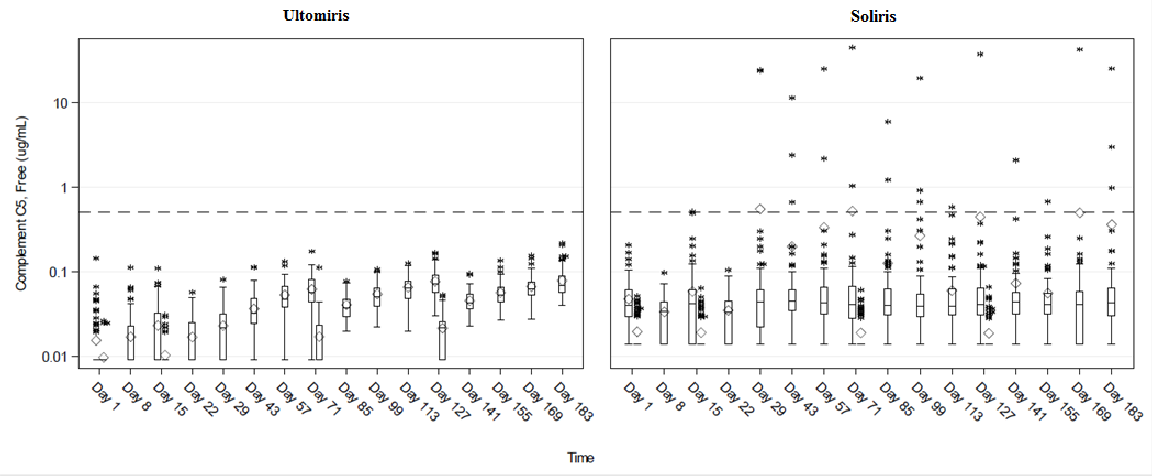 Ultomiris Soliris
Complement C5, Free (ug/mL)
10
1
0.1
0.01
Day 1 Day 8 Day 15 Day 22 Day 29 Day 43 Day 57 Day 71 Day 85 Day 99 Day 113 Day 127 Day 141 Day 155 Day 169 Day 183 Day 1 Day 8 Day 15 Day 22 Day 29 Day 43 Day 57 Day 71 Day 85 Day 99 Day 113 Day 127 Day 141 Day 155 Day 169 Day 183
Time